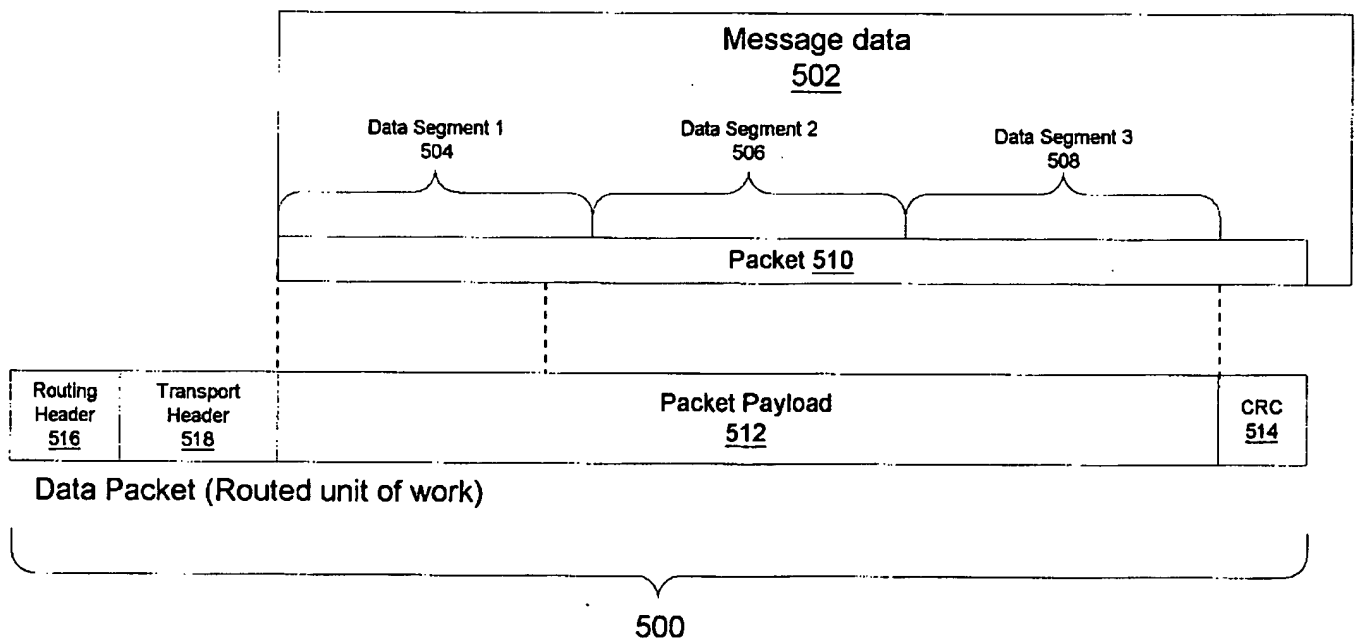 Message data
502
Data Segment 1
504
Data Segment 2
506
Data Segment 3
508
Packet 510
Routing
Header
516
Transport
Header
518
Packet Payload
512
CRC
514
Data Packet (Routed unit of work)
500